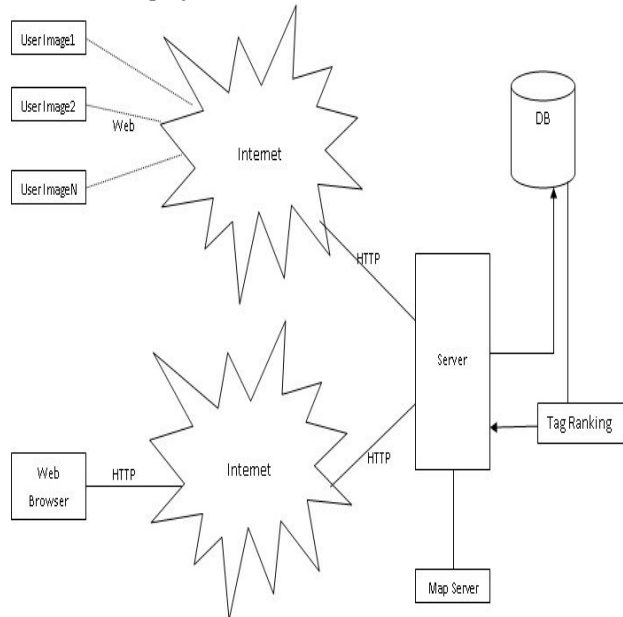 User Image1
User Image2
Web
User ImageN
Internet
DB
HTTP
Server
Tag Ranking
Internet
HTTP
HTTP
Web
Browser
Map Server